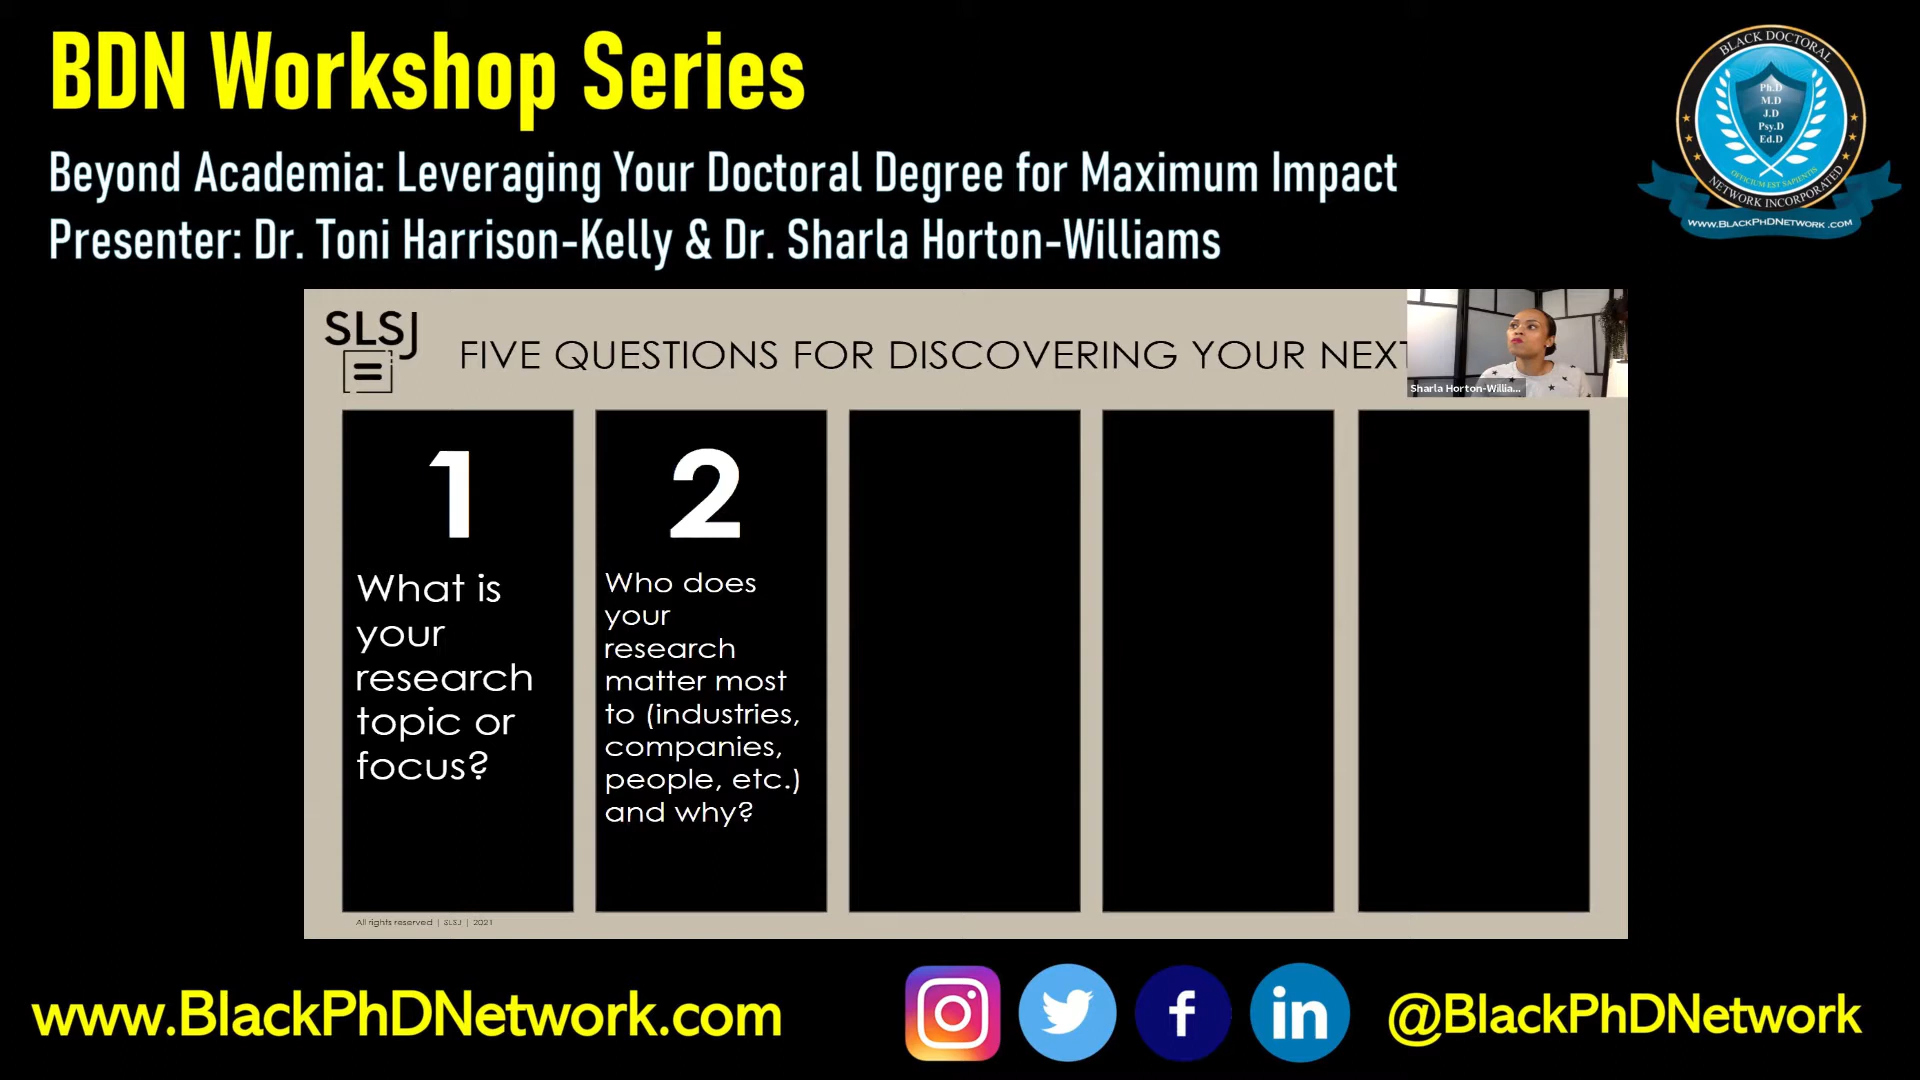 BDN Workshop Series
Beyond Academia: Leveraging Your Doctoral Degree for Maximum Impact
Presenter: Dr. Toni Harrison-Kelly & Dr. Sharla Horton-Williams
BLACK DOCTORAL
Ph.D
M.D
J.D
Psy.D
Ed.D
OFFICIUM EST SAPIENTIS
NETWORK INCORPORATED
www.BlackPhDNetwork.com
SLSJ
FIVE QUESTIONS FOR DISCOVERING YOUR NEXT
Sharla Horton-Willia...
1
What is
your
research
topic or
focus?
2
Who does
your
research
matter most
to (industries,
companies,
people, etc.)
and why?
All rights reserved | SLSJ | 2021
www.BlackPhDNetwork.com
@BlackPhDNetwork